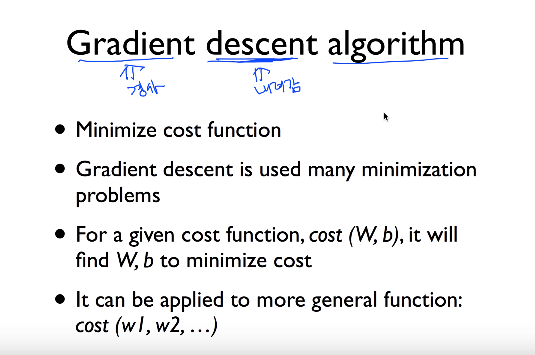 Gradient descent algorithm
경사 내려감
• Minimize cost function
• Gradient descent is used many minimization
problems
• For a given cost function, cost (W, b), it will
find W, b to minimize cost
• It can be applied to more general function:
cost (w1, w2, …)